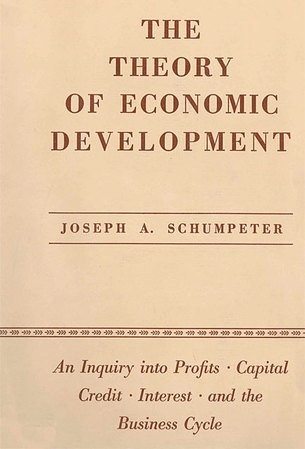 THE
THEORY
OF ECONOMIC
DEVELOPMENT
JOSEPH A. SCHUMPETER
An Inquiry into Profits · Capital
Credit · Interest · and the
Business Cycle